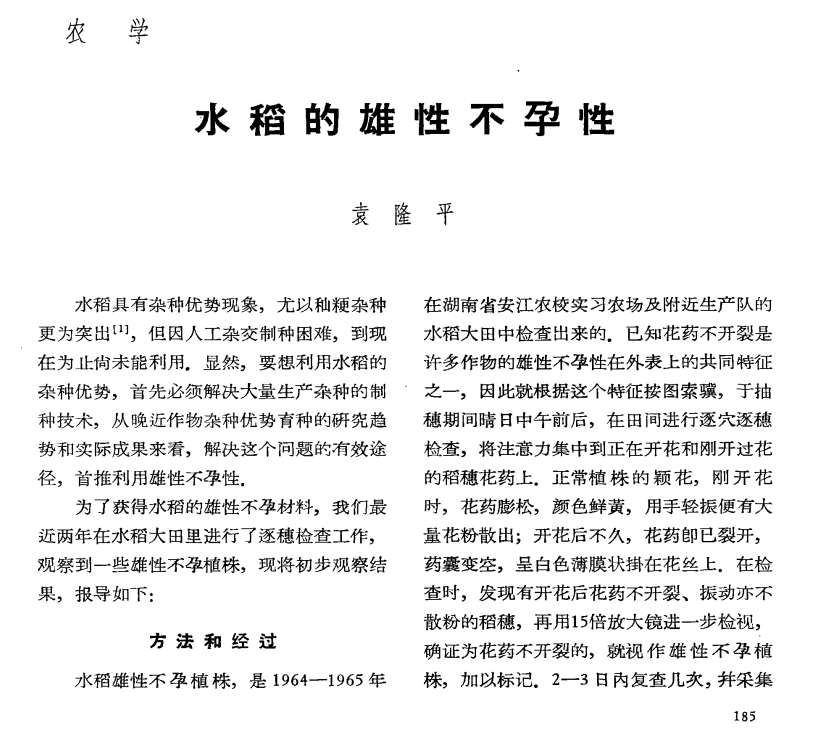 农 学
水稻的雄性不孕性
袁隆平
水稻具有杂种优势现象，尤以籼粳杂种
更为突出[1]，但因人工杂交制种困难，到现
在为止尚未能利用．显然，要想利用水稻的
杂种优势，首先必须解决大量生产杂种的制
种技术，从晚近作物杂种优势育种的研究趋
势和实际成果来看，解决这个问题的有效途
径，首推利用雄性不孕性．
为了获得水稻的雄性不孕材料，我们最
近两年在水稻大田里进行了逐穗检查工作，
观察到一些雄性不孕植株，现将初步观察结
果，报导如下：
方法和经过
水稻雄性不孕植株，是1964—1965年
在湖南省安江农校实习农场及附近生产队的
水稻大田中检查出来的．已知花药不开裂是
许多作物的雄性不孕性在外表上的共同特征
之一，因此就根据这个特征按图索骥，于抽
穗期间晴日中午前后，在田间进行逐穴逐穗
检查，将注意力集中到正在开花和刚开过花
的稻穗花药上．正常植株的颖花，刚开花
时，花药膨松，颜色鲜黄，用手轻振便有大
量花粉散出；开花后不久，花药即已裂开，
药囊变空，呈白色薄膜状掛在花丝上．在检
查时，发现有开花后花药不开裂、振动亦不
散粉的稻穗，再用15倍放大镜进一步检视，
确证为花药不开裂的，就视作雄性不孕植
株，加以标记．2—3日内复查几次，并采集
185